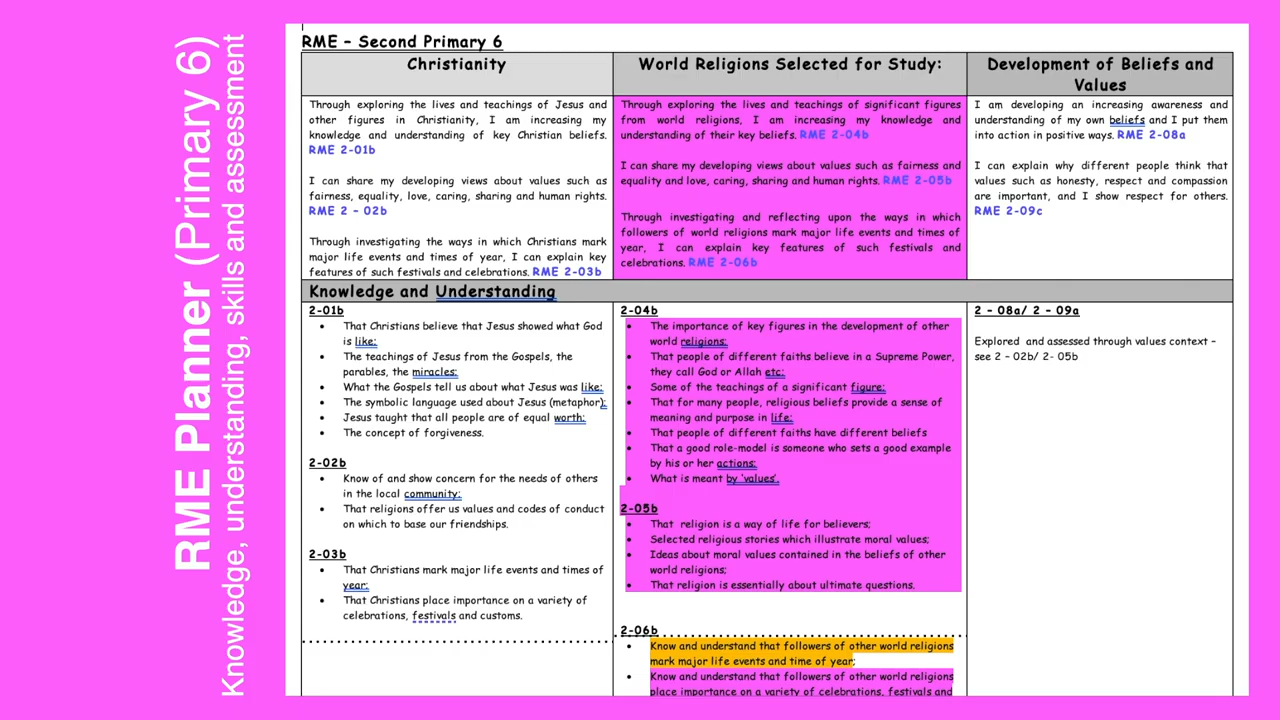 RME Planner (Primary 6)
Knowledge, understanding, skills and assessment
RME – Second Primary 6
Christianity
Through exploring the lives and teachings of Jesus and
other figures in Christianity, I am increasing my
knowledge and understanding of key Christian beliefs.
RME 2-01b
I can share my developing views about values such as
fairness, equality, love, caring, sharing and human rights.
RME 2 – 02b
Through investigating the ways in which Christians mark
major life events and times of year, I can explain key
features of such festivals and celebrations. RME 2-03b
World Religions Selected for Study:
Through exploring the lives and teachings of significant figures
from world religions, I am increasing my knowledge and
understanding of their key beliefs. RME 2-04b
I can share my developing views about values such as fairness and
equality and love, caring, sharing and human rights. RME 2-05b
Through investigating and reflecting upon the ways in which
followers of world religions mark major life events and times of
year, I can explain key features of such festivals and
celebrations. RME 2-06b
Development of Beliefs and
Values
I am developing an increasing awareness and
understanding of my own beliefs and I put them
into action in positive ways. RME 2-08a
I can explain why different people think that
values such as honesty, respect and compassion
are important, and I show respect for others.
RME 2-09c
Knowledge and Understanding
2-01b
• That Christians believe that Jesus showed what God
is like;
• The teachings of Jesus from the Gospels, the
parables, the miracles;
• What the Gospels tell us about what Jesus was like;
• The symbolic language used about Jesus (metaphor);
• Jesus taught that all people are of equal worth;
• The concept of forgiveness.
2-02b
• Know of and show concern for the needs of others
in the local community;
• That religions offer us values and codes of conduct
on which to base our friendships.
2-03b
• That Christians mark major life events and times of
year;
• That Christians place importance on a variety of
celebrations, festivals and customs.
2-04b
• The importance of key figures in the development of other
world religions;
• That people of different faiths believe in a Supreme Power,
they call God or Allah etc;
• Some of the teachings of a significant figure;
• That for many people, religious beliefs provide a sense of
meaning and purpose in life;
• That people of different faiths have different beliefs
• That a good role-model is someone who sets a good example
by his or her actions;
• What is meant by 'values'.
2-05b
• That religion is a way of life for believers;
• Selected religious stories which illustrate moral values;
• Ideas about moral values contained in the beliefs of other
world religions;
• That religion is essentially about ultimate questions.
2-06b
• Know and understand that followers of other world religions
mark major life events and time of year;
• Know and understand that followers of other world religions
place importance on a variety of celebrations, festivals and
2 – 08a/ 2 – 09a
Explored and assessed through values context –
see 2 – 02b/ 2- 05b